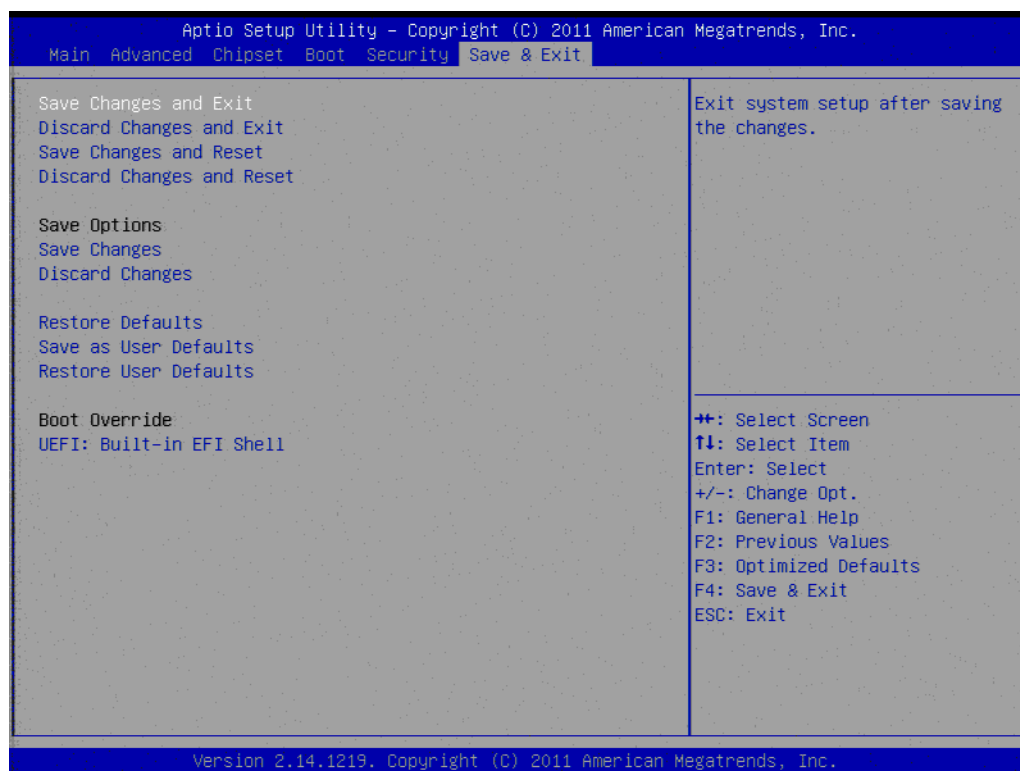 Aptio Setup Utility – Copyright (C) 2011 American Megatrends, Inc.
Main Advanced Chipset Boot Security Save & Exit
Save Changes and Exit
Discard Changes and Exit
Save Changes and Reset
Discard Changes and Reset
Save Options
Save Changes
Discard Changes
Restore Defaults
Save as User Defaults
Restore User Defaults
Boot Override
UEFI: Built-in EFI Shell
Exit system setup after saving
the changes.
→←: Select Screen
↑↓: Select Item
Enter: Select
+/-: Change Opt.
F1: General Help
F2: Previous Values
F3: Optimized Defaults
F4: Save & Exit
ESC: Exit
Version 2.14.1219. Copyright (C) 2011 American Megatrends, Inc.